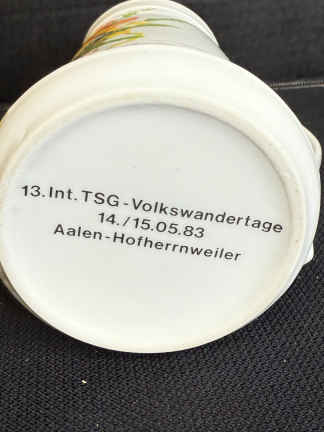 13. Int. TSG-Volkswandertage
14./15.05.83
Aalen-Hofherrnweiler